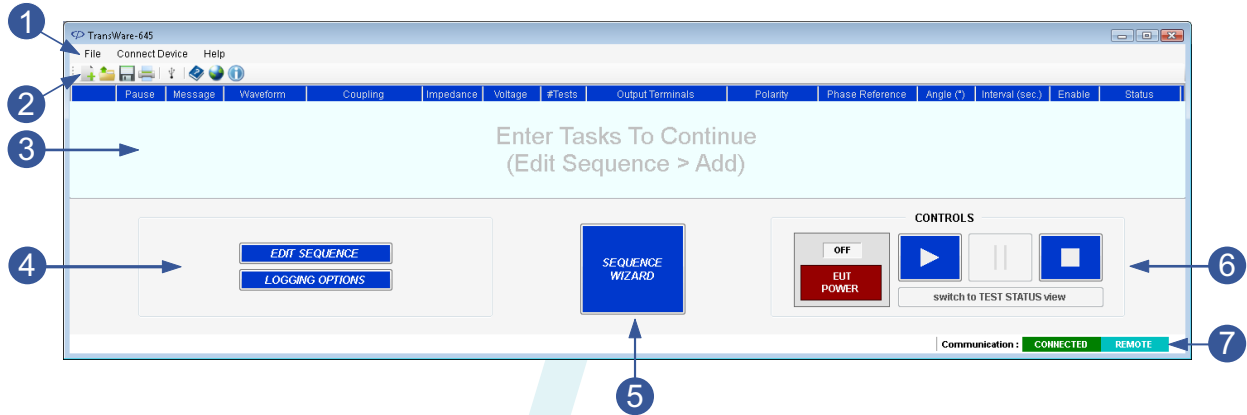 1
TransWare-645
File Connect Device Help
2
Pause Message Waveform Coupling Impedance Voltage #Tests Output Terminals Polarity Phase Reference Angle (°) Interval (sec.) Enable Status
3
Enter Tasks To Continue
(Edit Sequence > Add)
CONTROLS
4
EDIT SEQUENCE
LOGGING OPTIONS
SEQUENCE
WIZARD
OFF
EUT
POWER
switch to TEST STATUS view
6
Communication : CONNECTED REMOTE
7
5